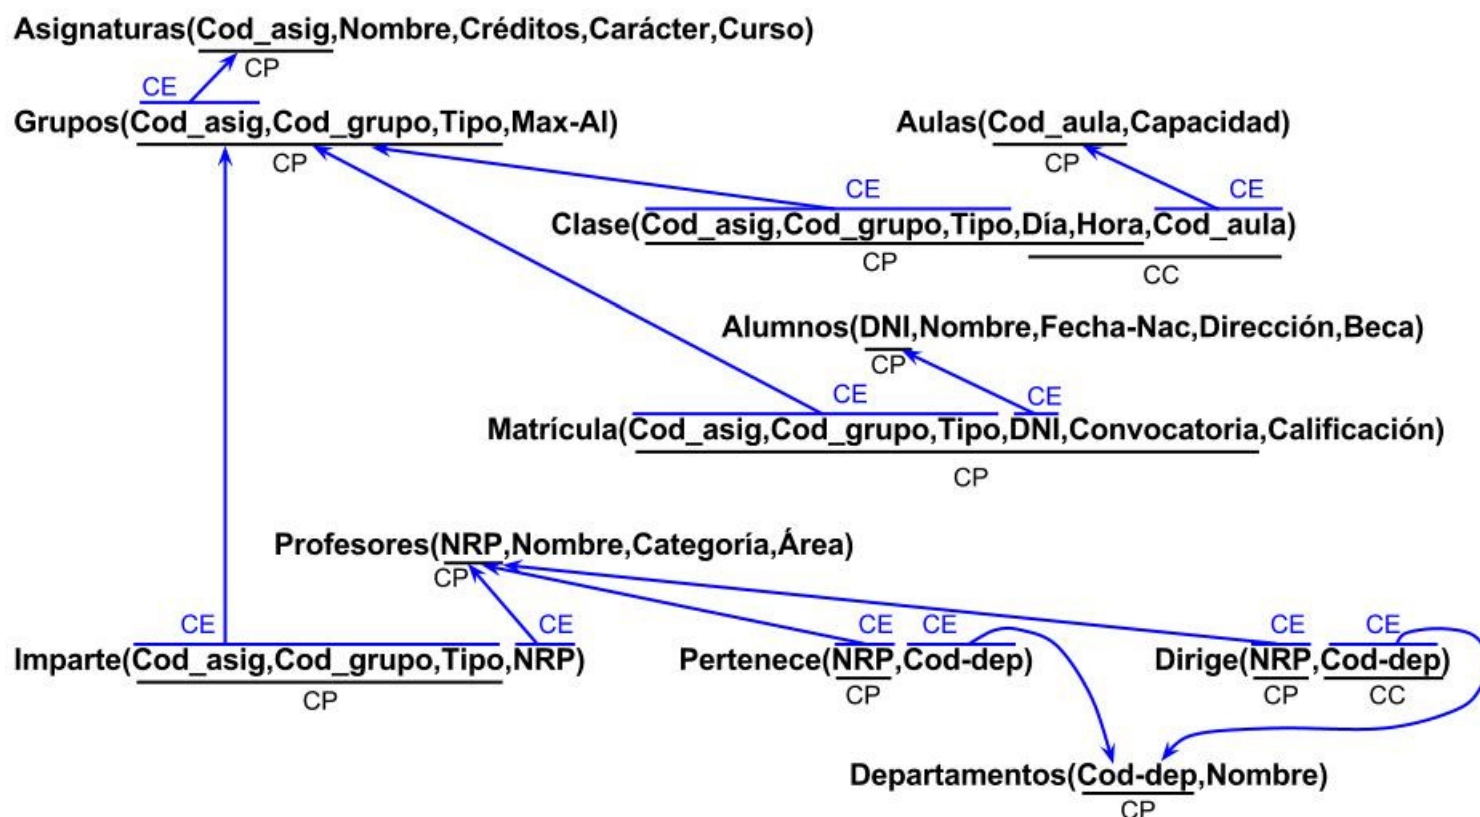 Asignaturas(Cod_asig,Nombre,Créditos,Carácter,Curso)
CP
CE
Grupos(Cod_asig,Cod_grupo,Tipo,Max-Al)
CP
Aulas(Cod_aula,Capacidad)
CP
CE CE
Clase(Cod_asig,Cod_grupo,Tipo,Día,Hora,Cod_aula)
CP
CC
Alumnos(DNI,Nombre,Fecha-Nac,Dirección,Beca)
CP
CE CE
Matrícula(Cod_asig,Cod_grupo,Tipo,DNI,Convocatoria,Calificación)
CP
Profesores(NRP,Nombre,Categoría,Área)
CP
CE CE
Imparte(Cod_asig,Cod_grupo,Tipo,NRP)
CP
CE CE
Pertenece(NRP,Cod-dep)
CP
CE CE
Dirige(NRP,Cod-dep)
CP CC
Departamentos(Cod-dep,Nombre)
CP